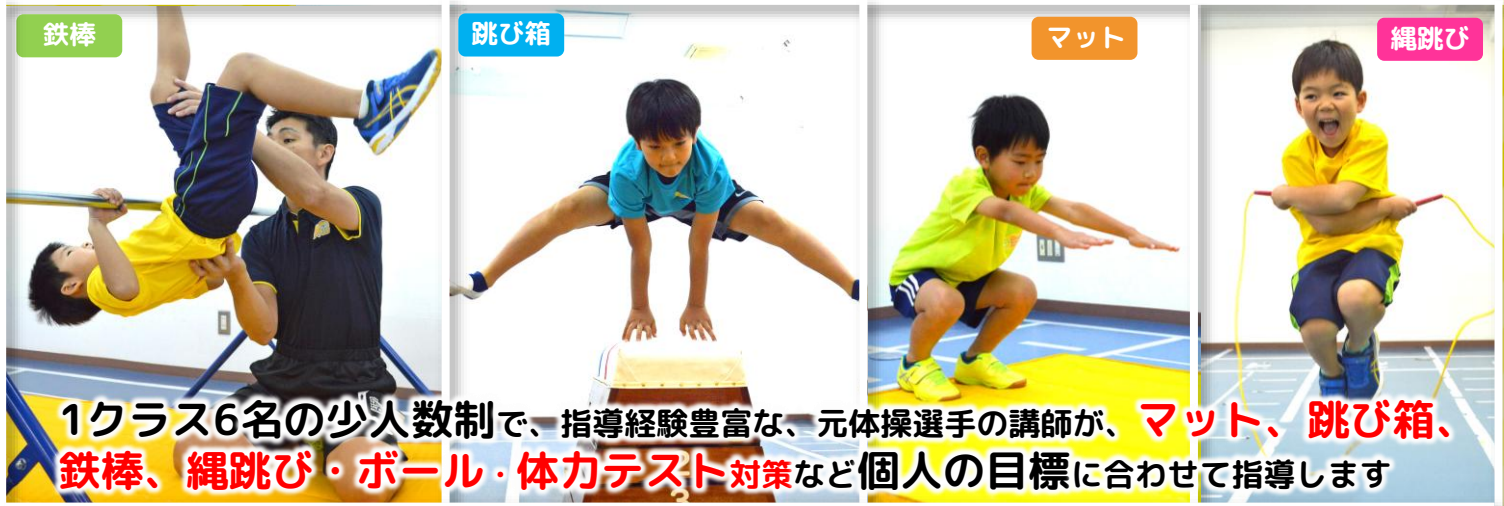 鉄棒
跳び箱
マット
縄跳び
1クラス6名の少人数制で、指導経験豊富な、元体操選手の講師が、マット、跳び箱、
鉄棒、縄跳び・ボール・体力テスト対策など個人の目標に合わせて指導します
3